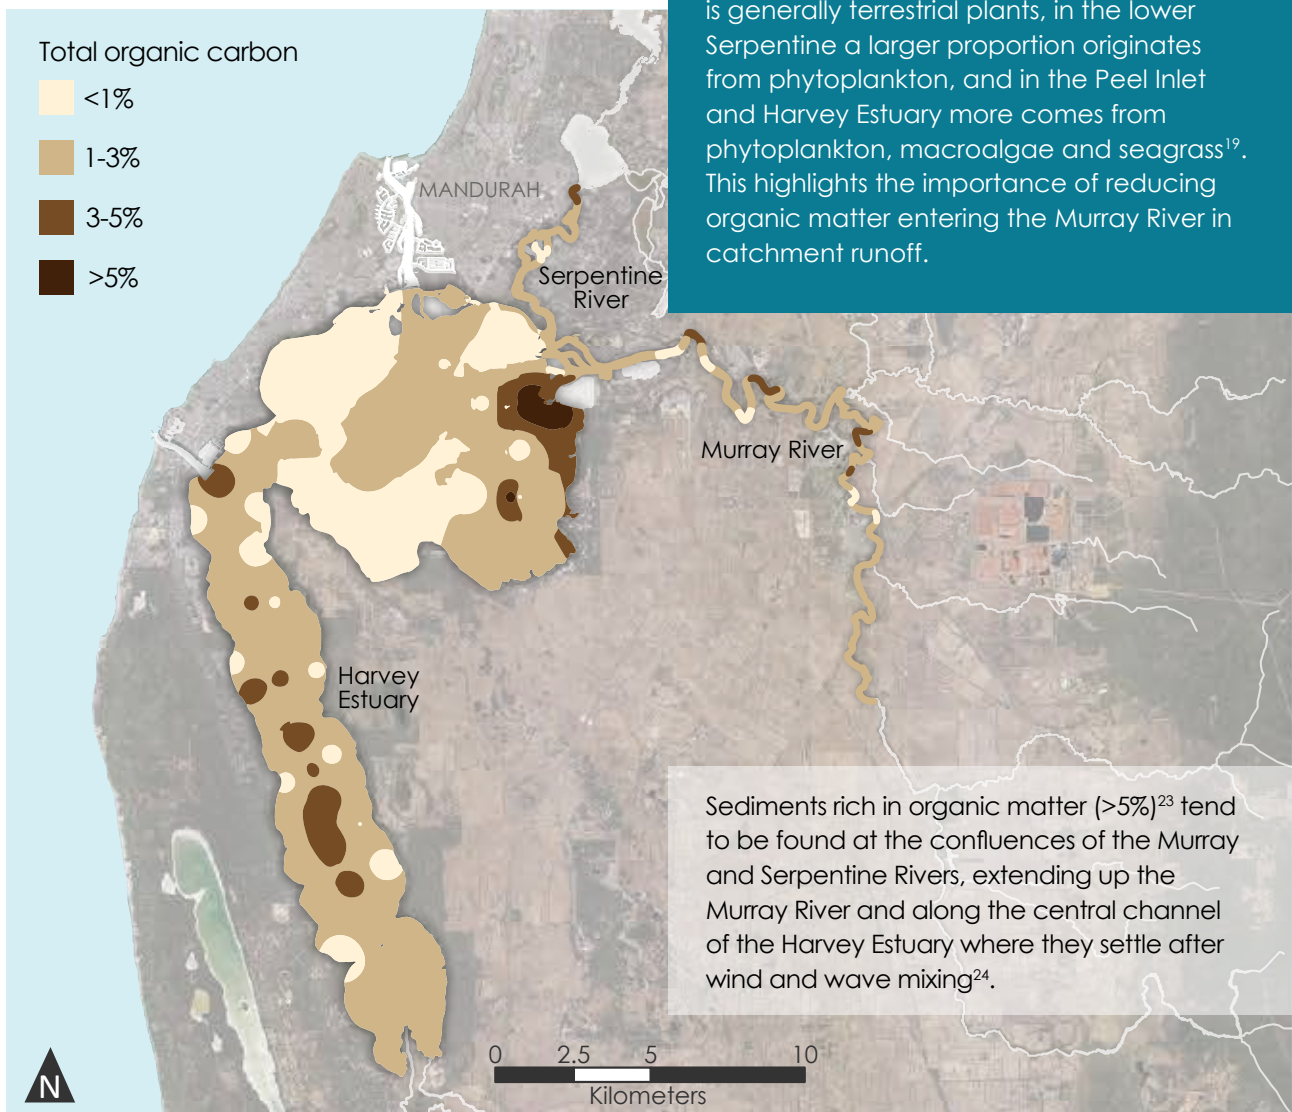 Total organic carbon
<1%
1-3%
3-5%
>5%
MANDURAH
Serpentine
River
Murray River
Harvey
Estuary
is generally terrestrial plants, in the lower
Serpentine a larger proportion originates
from phytoplankton, and in the Peel Inlet
and Harvey Estuary more comes from
phytoplankton, macroalgae and seagrass¹⁹.
This highlights the importance of reducing
organic matter entering the Murray River in
catchment runoff.
Sediments rich in organic matter (>5%)²³ tend
to be found at the confluences of the Murray
and Serpentine Rivers, extending up the
Murray River and along the central channel
of the Harvey Estuary where they settle after
wind and wave mixing²⁴.
N
0 2.5 5 10
Kilometers